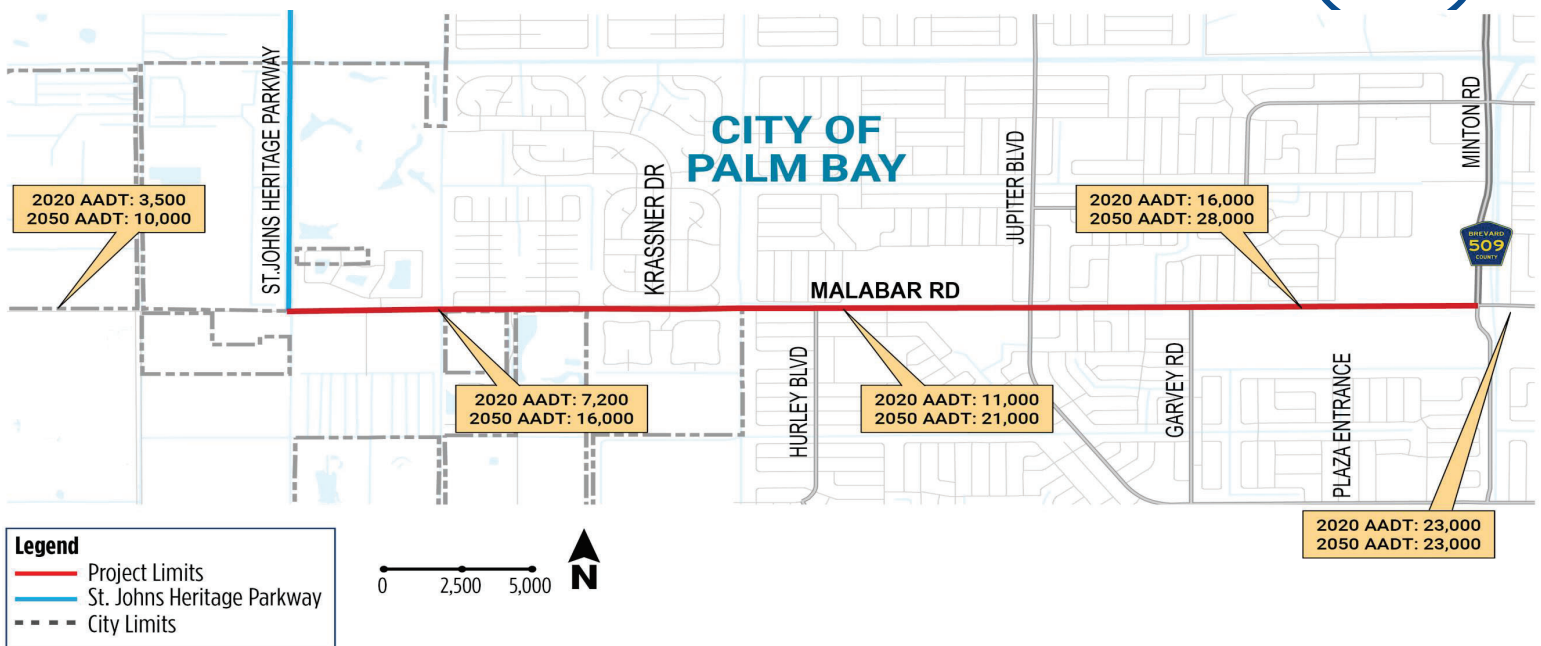 ST.JOHNS HERITAGE PARKWAY
CITY OF
PALM BAY
KRASSNER DR
JUPITER BLVD
MINTON RD
2020 AADT: 3,500
2050 AADT: 10,000
2020 AADT: 16,000
2050 AADT: 28,000
BREVARD
509
COUNTY
MALABAR RD
2020 AADT: 7,200
2050 AADT: 16,000
HURLEY BLVD
2020 AADT: 11,000
2050 AADT: 21,000
GARVEY RD
PLAZA ENTRANCE
2020 AADT: 23,000
2050 AADT: 23,000
Legend
Project Limits
St. Johns Heritage Parkway
City Limits
0 2,500 5,000
N